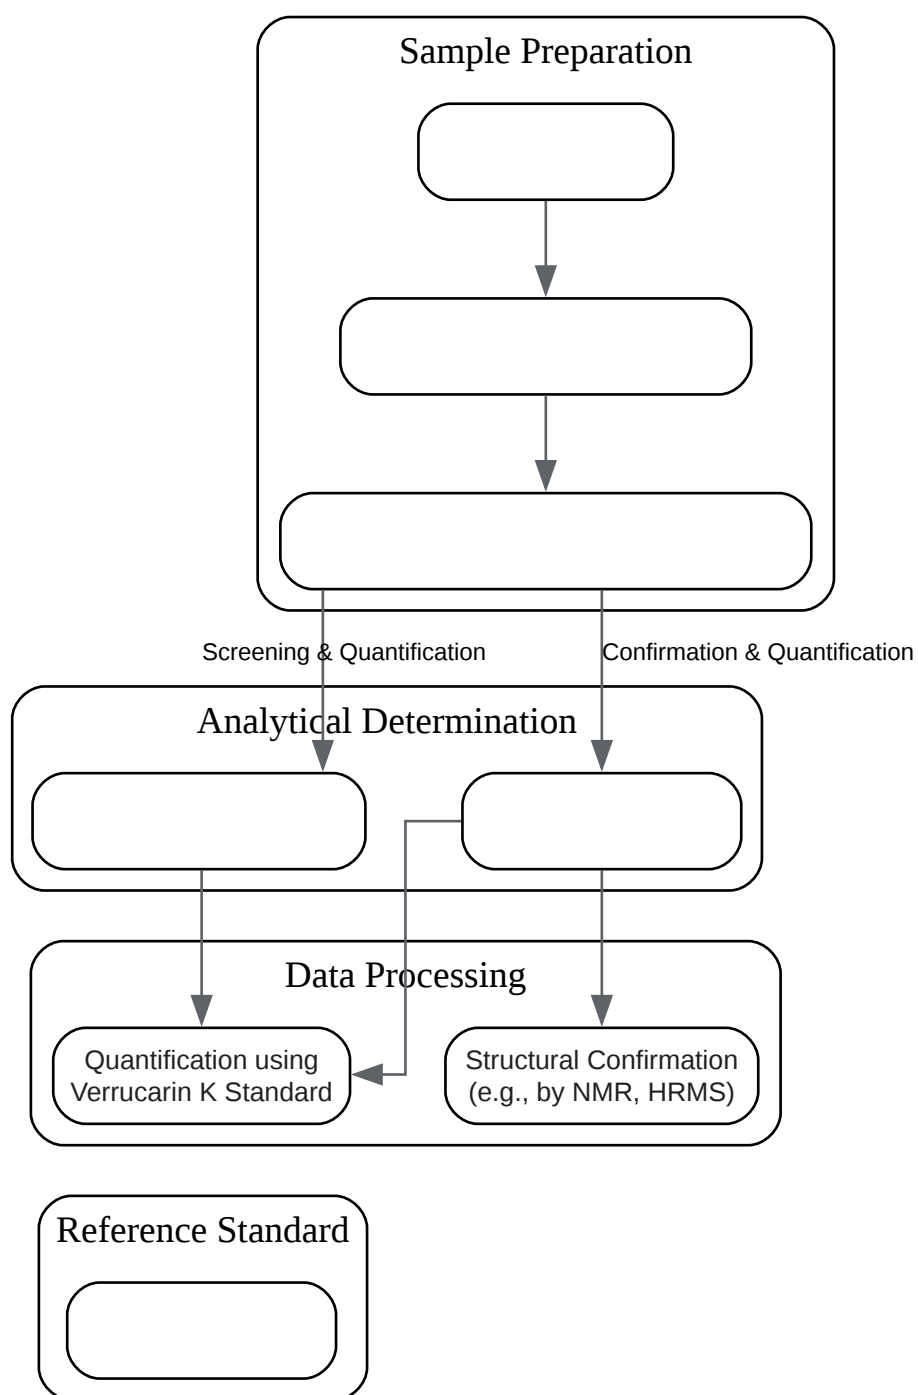 Sample Preparation
Screening & Quantification
Confirmation & Quantification
Analytical Determination
Data Processing
Quantification using
Verrucarin K Standard
Structural Confirmation
(e.g., by NMR, HRMS)
Reference Standard